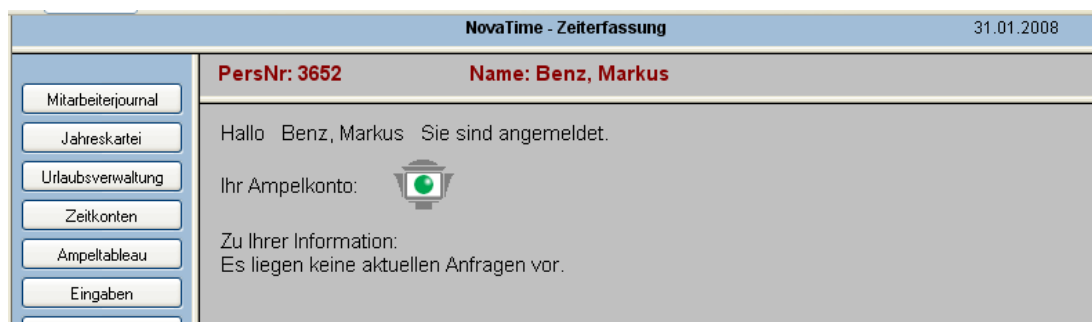 NovaTime - Zeiterfassung 31.01.2008
PersNr: 3652 Name: Benz, Markus
Mitarbeiterjournal
Jahreskartei
Urlaubsverwaltung
Zeitkonten
Ampeltableau
Eingaben
Hallo Benz, Markus Sie sind angemeldet.
Ihr Ampelkonto:
Zu Ihrer Information:
Es liegen keine aktuellen Anfragen vor.